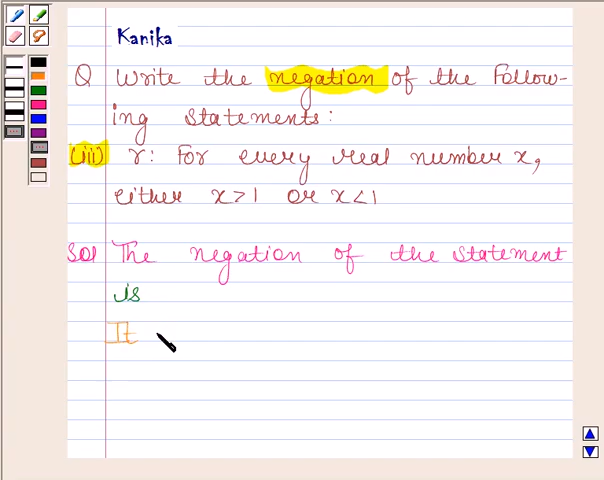 Kanika
Q Write the negation of the Follow-
ing statements:
(iii) r: For every real number x,
either x>1 or x<1
Sol The negation of the statement
is
It